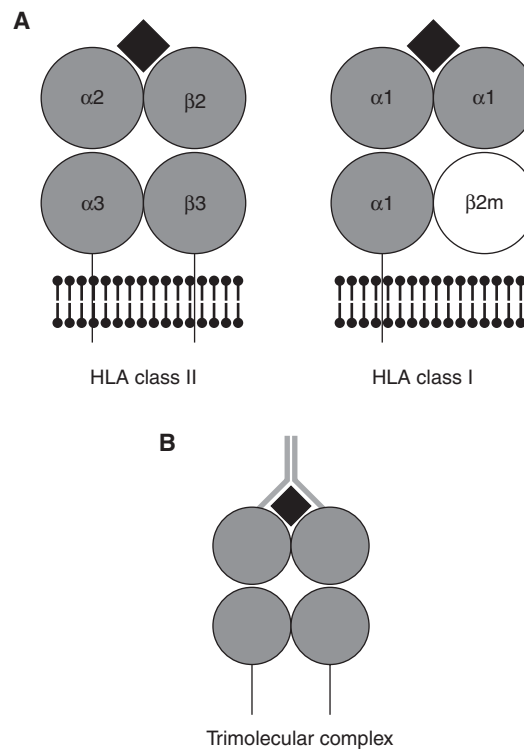 A
α2 β2
α3 β3
HLA class II
α1 α1
α1 β2m
HLA class I
B
Trimolecular complex